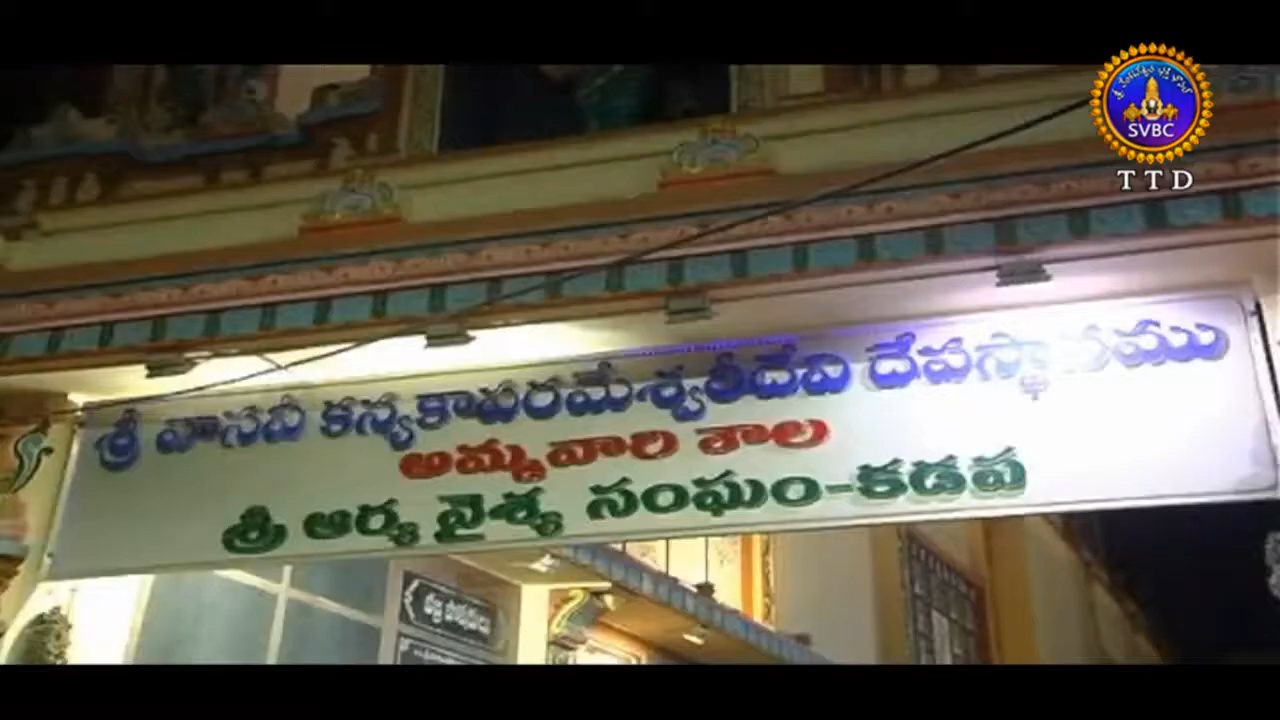 SVBC
TTD
శ్రీ వాసవి కన్యకాపరమేశ్వరీదేవి దేవస్థానము
అమ్మవారి శాల
శ్రీ ఆర్య వైశ్య సంఘం-కడప